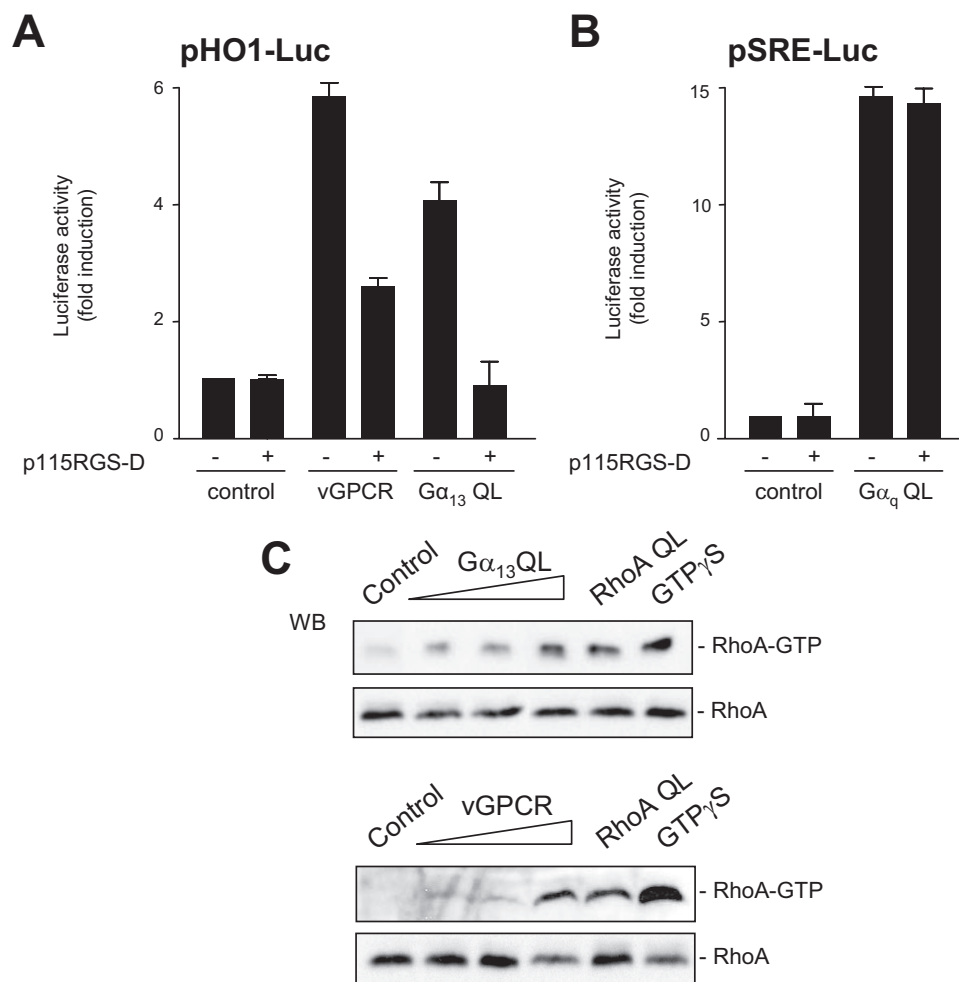 A
pHO1-Luc
Luciferase activity
(fold induction)
6
4
2
0
p115RGS-D
- + - + - +
control vGPCR Gα13 QL
B
pSRE-Luc
Luciferase activity
(fold induction)
15
10
5
0
p115RGS-D
- + - +
control Gαq QL
C
WB
Control Gα13QL RhoA QL GTPγS
- RhoA-GTP
- RhoA
Control vGPCR RhoA QL GTPγS
- RhoA-GTP
- RhoA